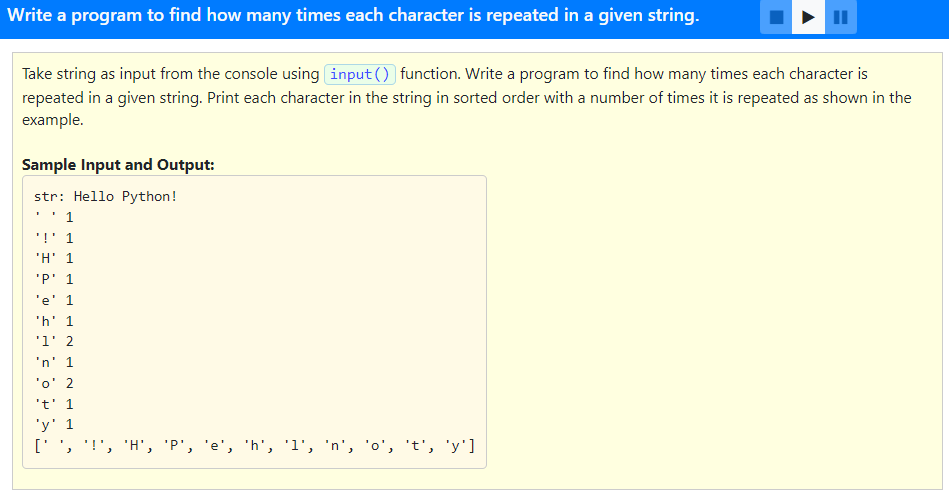 Write a program to find how many times each character is repeated in a given string.
Take string as input from the console using input() function. Write a program to find how many times each character is
repeated in a given string. Print each character in the string in sorted order with a number of times it is repeated as shown in the
example.
Sample Input and Output:
str: Hello Python!
' ' 1
'!' 1
'H' 1
'P' 1
'e' 1
'h' 1
'l' 2
'n' 1
'o' 2
't' 1
'y' 1
[' ', '!', 'H', 'P', 'e', 'h', 'l', 'n', 'o', 't', 'y']